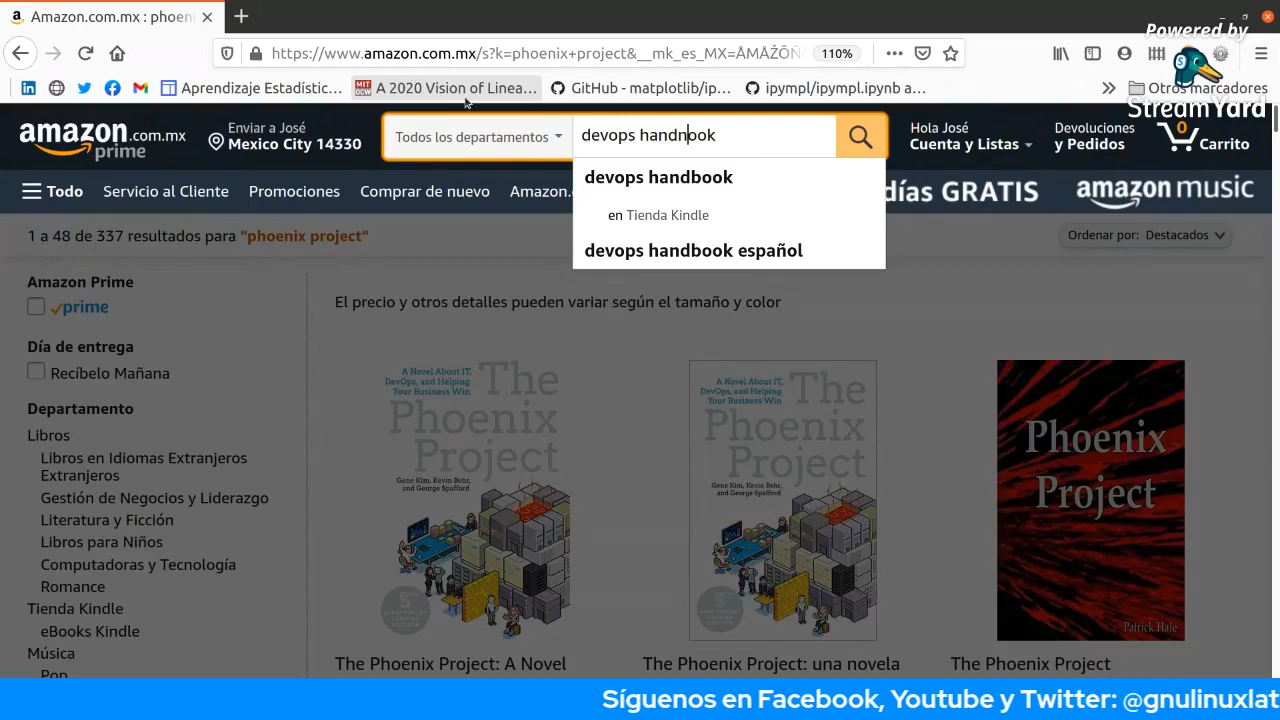 Amazon.com.mx : phoeni
https://www.amazon.com.mx/s?k=phoenix+project&__mk_es_MX=ÅMÅŽÕÑ
110%
Powered by
StreamYard
Aprendizaje Estadístic…
A 2020 Vision of Linea…
GitHub - matplotlib/ip…
ipympl/ipympl.ipynb a…
Otros marcadores
amazon.com.mx
prime
Enviar a José
Mexico City 14330
Todos los departamentos
devops handnook
Hola José
Cuenta y Listas
Devoluciones
y Pedidos
0
Carrito
Todo
Servicio al Cliente
Promociones
Comprar de nuevo
Amazon.
días GRATIS
amazon music
devops handbook
en Tienda Kindle
devops handbook español
1 a 48 de 337 resultados para "phoenix project"
Ordenar por: Destacados
Amazon Prime
prime
Día de entrega
Recíbelo Mañana
Departamento
Libros
Libros en Idiomas Extranjeros
Extranjeros
Gestión de Negocios y Liderazgo
Literatura y Ficción
Libros para Niños
Computadoras y Tecnología
Romance
Tienda Kindle
eBooks Kindle
Música
Pop
El precio y otros detalles pueden variar según el tamaño y color
A Novel About IT,
DevOps, and Helping
Your Business Win
The
Phoenix
Project
Gene Kim, Kevin Behr,
and George Spafford
A Novel About IT,
DevOps, and Helping
Your Business Win
The
Phoenix
Project
Gene Kim, Kevin Behr,
and George Spafford
Phoenix
Project
Patrick Hale
The Phoenix Project: A Novel
The Phoenix Project: una novela
The Phoenix Project
Síguenos en Facebook, Youtube y Twitter: @gnulinuxlat